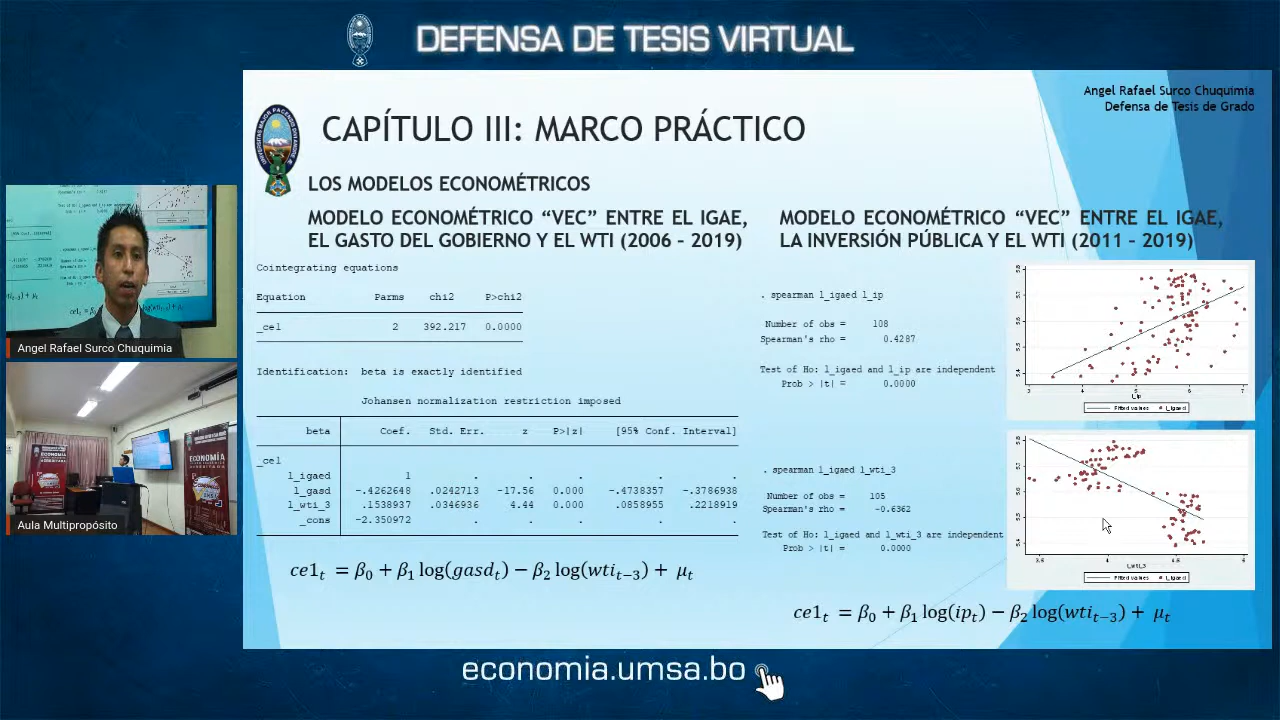 DEFENSA DE TESIS VIRTUAL
Angel Rafael Surco Chuquimia
Defensa de Tesis de Grado
CAPÍTULO III: MARCO PRÁCTICO
LOS MODELOS ECONOMÉTRICOS
MODELO ECONOMÉTRICO “VEC” ENTRE EL IGAE,
EL GASTO DEL GOBIERNO Y EL WTI (2006 – 2019)
Cointegrating equations
Equation Parms chi2 P>chi2
_ce1 2 392.217 0.0000
Identification: beta is exactly identified
Johansen normalization restriction imposed
beta Coef. Std. Err. z P>|z| [95% Conf. Interval]
_ce1
l_igaed 1 . . . . .
l_gasd -.4262648 .0242713 -17.56 0.000 -.4738357 -.3786938
l_wti_3 .1538937 .0346936 4.44 0.000 .0858955 .2218919
_cons -2.350972 . . . . .
ce1t = β0 + β1 log(gasdt) − β2 log(wtit−3) + μt
MODELO ECONOMÉTRICO “VEC” ENTRE EL IGAE,
LA INVERSIÓN PÚBLICA Y EL WTI (2011 – 2019)
. spearman l_igaed l_ip
Number of obs = 108
Spearman's rho = 0.4287
Test of Ho: l_igaed and l_ip are independent
Prob > |t| = 0.0000
l_ip
Fitted values l_igaed
. spearman l_igaed l_wti_3
Number of obs = 105
Spearman's rho = -0.6362
Test of Ho: l_igaed and l_wti_3 are independent
Prob > |t| = 0.0000
l_wti_3
Fitted values l_igaed
ce1t = β0 + β1 log(ipt) − β2 log(wtit−3) + μt
Angel Rafael Surco Chuquimia
Aula Multipropósito
economia.umsa.bo